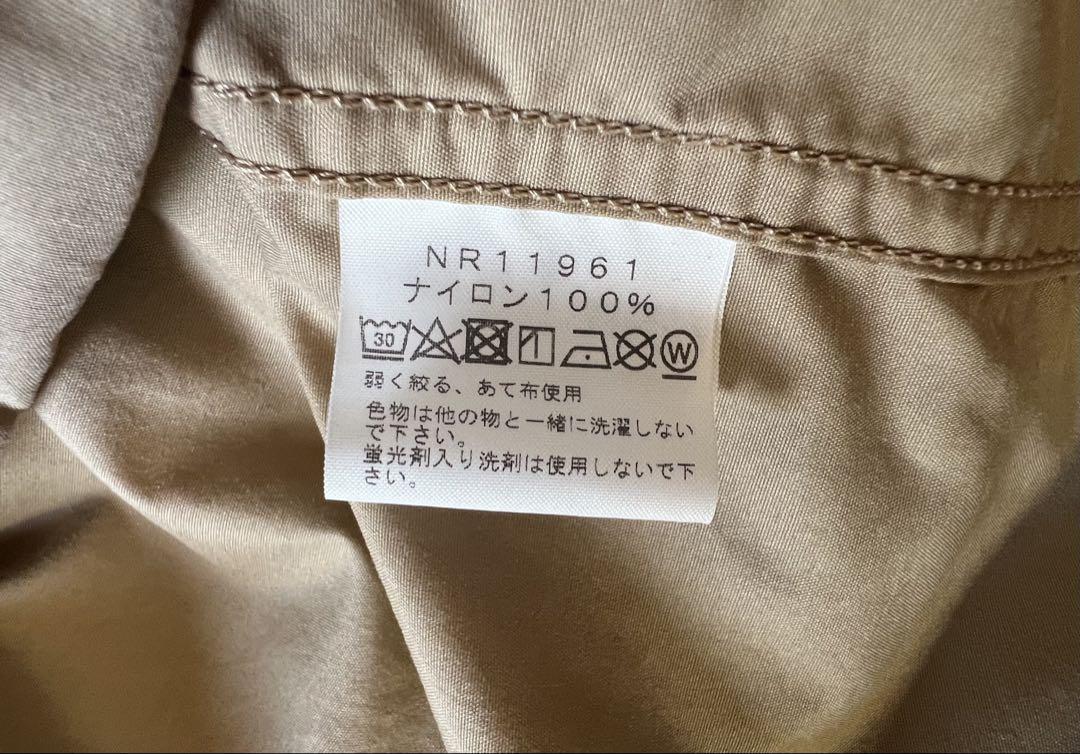 NR11961
ナイロン100%
30 W
弱く絞る、あて布使用
色物は他の物と一緒に洗濯しない
で下さい。
蛍光剤入り洗剤は使用しないで下
さい。